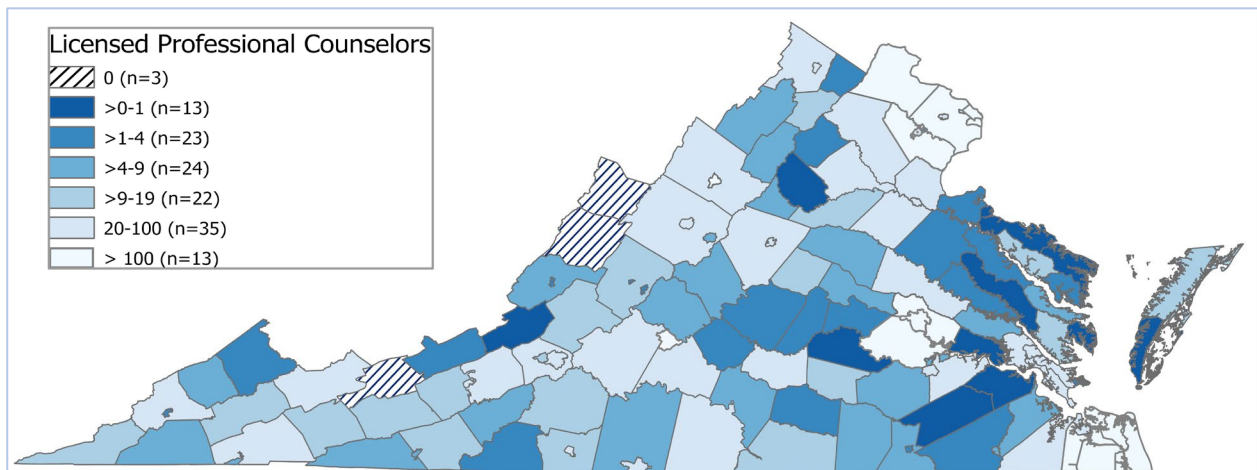 Licensed Professional Counselors
0 (n=3)
>0-1 (n=13)
>1-4 (n=23)
>4-9 (n=24)
>9-19 (n=22)
20-100 (n=35)
> 100 (n=13)